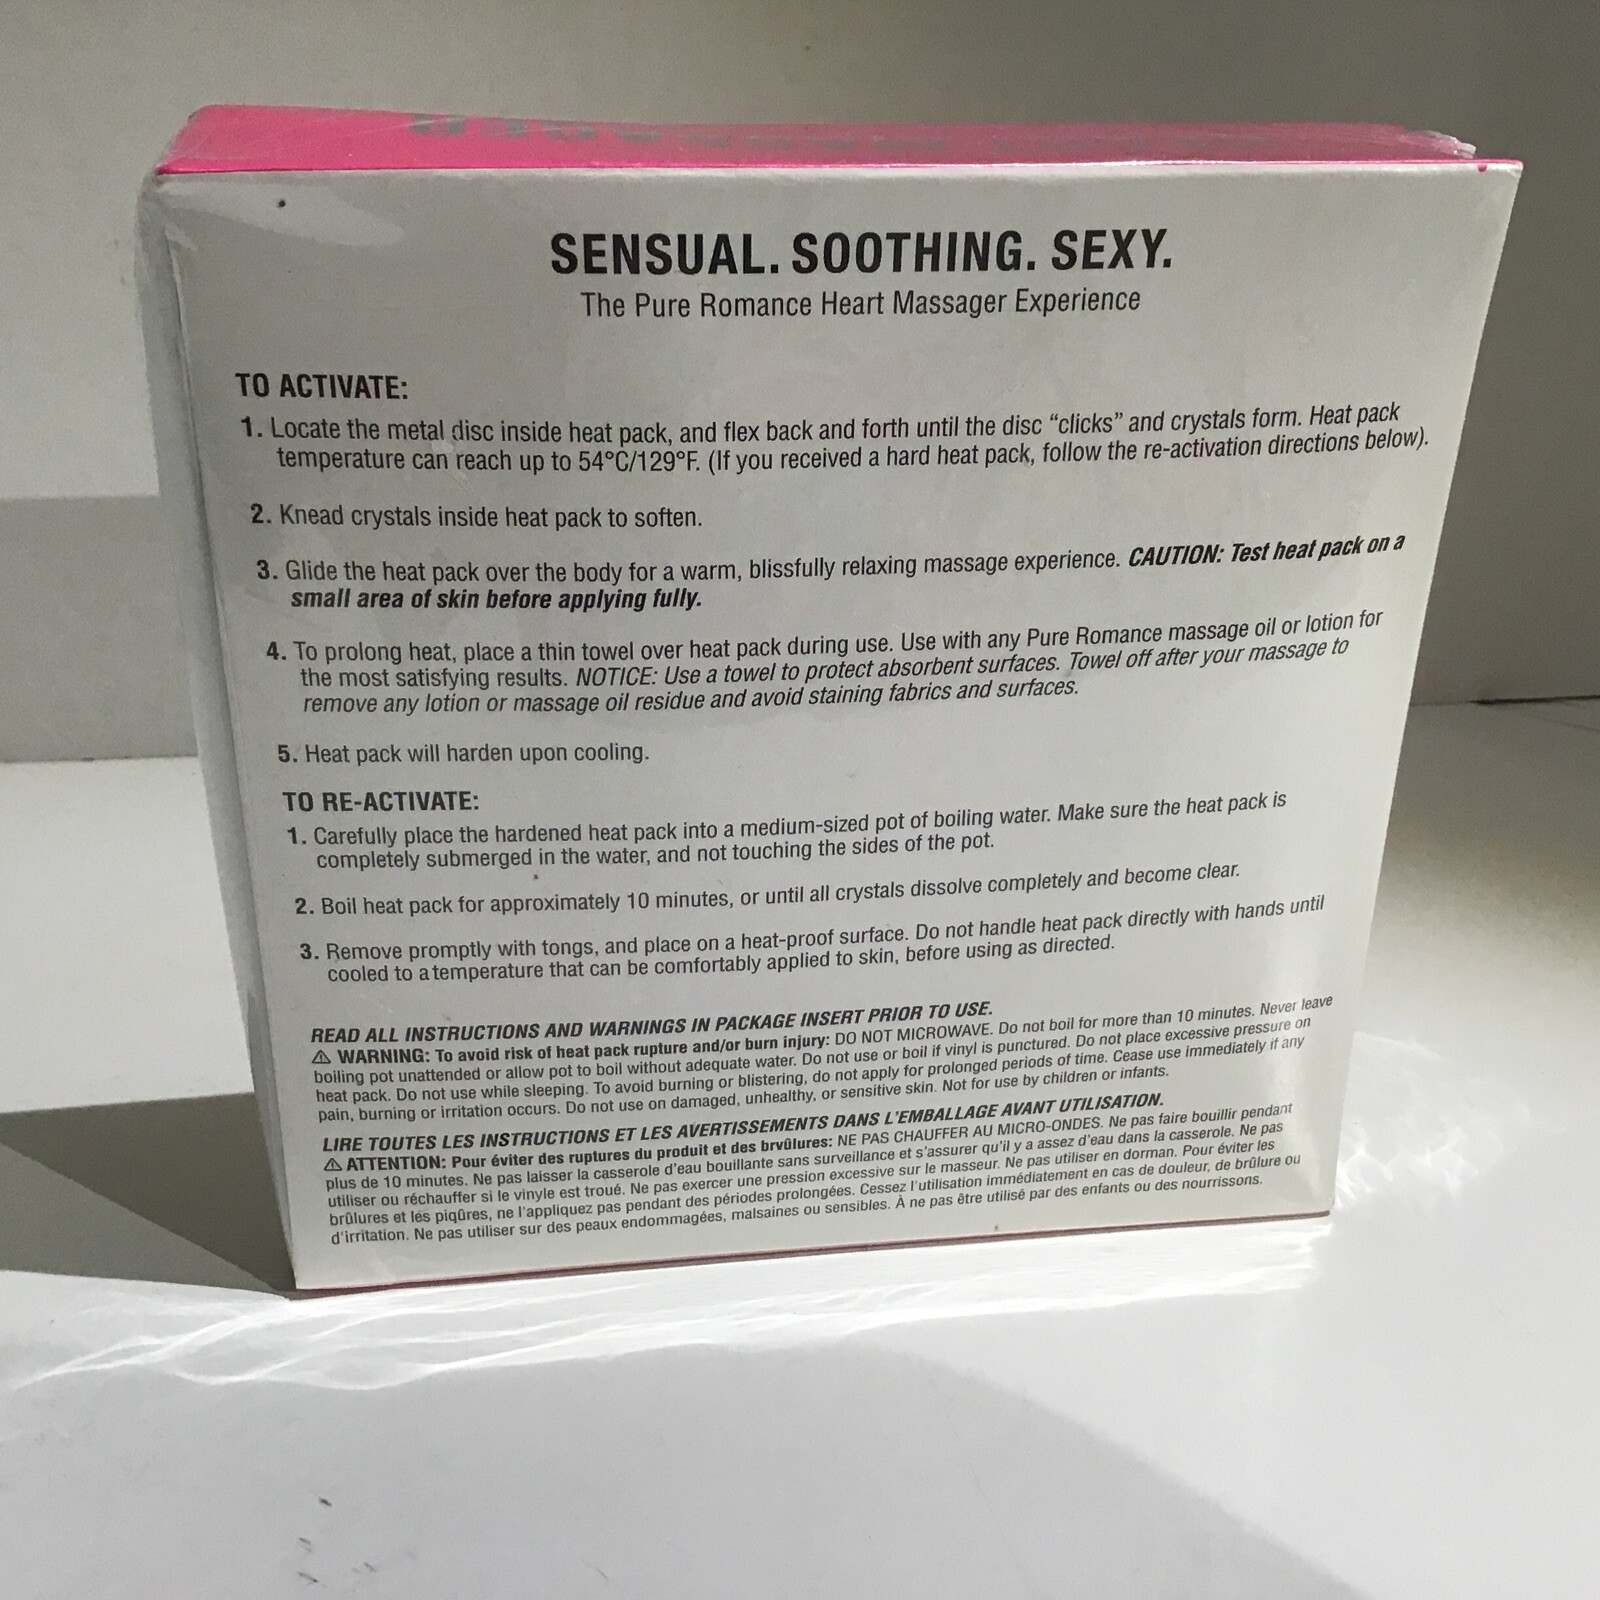 SENSUAL. SOOTHING. SEXY.
The Pure Romance Heart Massager Experience
TO ACTIVATE:
1. Locate the metal disc inside heat pack, and flex back and forth until the disc “clicks” and crystals form. Heat pack
temperature can reach up to 54°C/129°F. (If you received a hard heat pack, follow the re-activation directions below).
2. Knead crystals inside heat pack to soften.
3. Glide the heat pack over the body for a warm, blissfully relaxing massage experience. CAUTION: Test heat pack on a
small area of skin before applying fully.
4. To prolong heat, place a thin towel over heat pack during use. Use with any Pure Romance massage oil or lotion for
the most satisfying results. NOTICE: Use a towel to protect absorbent surfaces. Towel off after your massage to
remove any lotion or massage oil residue and avoid staining fabrics and surfaces.
5. Heat pack will harden upon cooling.
TO RE-ACTIVATE:
1. Carefully place the hardened heat pack into a medium-sized pot of boiling water. Make sure the heat pack is
completely submerged in the water, and not touching the sides of the pot.
2. Boil heat pack for approximately 10 minutes, or until all crystals dissolve completely and become clear.
3. Remove promptly with tongs, and place on a heat-proof surface. Do not handle heat pack directly with hands until
cooled to a temperature that can be comfortably applied to skin, before using as directed.
READ ALL INSTRUCTIONS AND WARNINGS IN PACKAGE INSERT PRIOR TO USE.
⚠ WARNING: To avoid risk of heat pack rupture and/or burn injury: DO NOT MICROWAVE. Do not boil for more than 10 minutes. Never leave
boiling pot unattended or allow pot to boil without adequate water. Do not use or boil if vinyl is punctured. Do not place excessive pressure on
heat pack. Do not use while sleeping. To avoid burning or blistering, do not apply for prolonged periods of time. Cease use immediately if any
pain, burning or irritation occurs. Do not use on damaged, unhealthy, or sensitive skin. Not for use by children or infants.
LIRE TOUTES LES INSTRUCTIONS ET LES AVERTISSEMENTS DANS L'EMBALLAGE AVANT UTILISATION.
⚠ ATTENTION: Pour éviter des ruptures du produit et des brvûlures: NE PAS CHAUFFER AU MICRO-ONDES. Ne pas faire bouillir pendant
plus de 10 minutes. Ne pas laisser la casserole d'eau bouillante sans surveillance et s'assurer qu'il y a assez d'eau dans la casserole. Ne pas
utiliser ou réchauffer si le vinyle est troué. Ne pas exercer une pression excessive sur le masseur. Ne pas utiliser en dorman. Pour éviter les
brûlures et les piqûres, ne l'appliquez pas pendant des périodes prolongées. Cessez l'utilisation immédiatement en cas de douleur, de brûlure ou
d'irritation. Ne pas utiliser sur des peaux endommagées, malsaines ou sensibles. À ne pas être utilisé par des enfants ou des nourrissons.